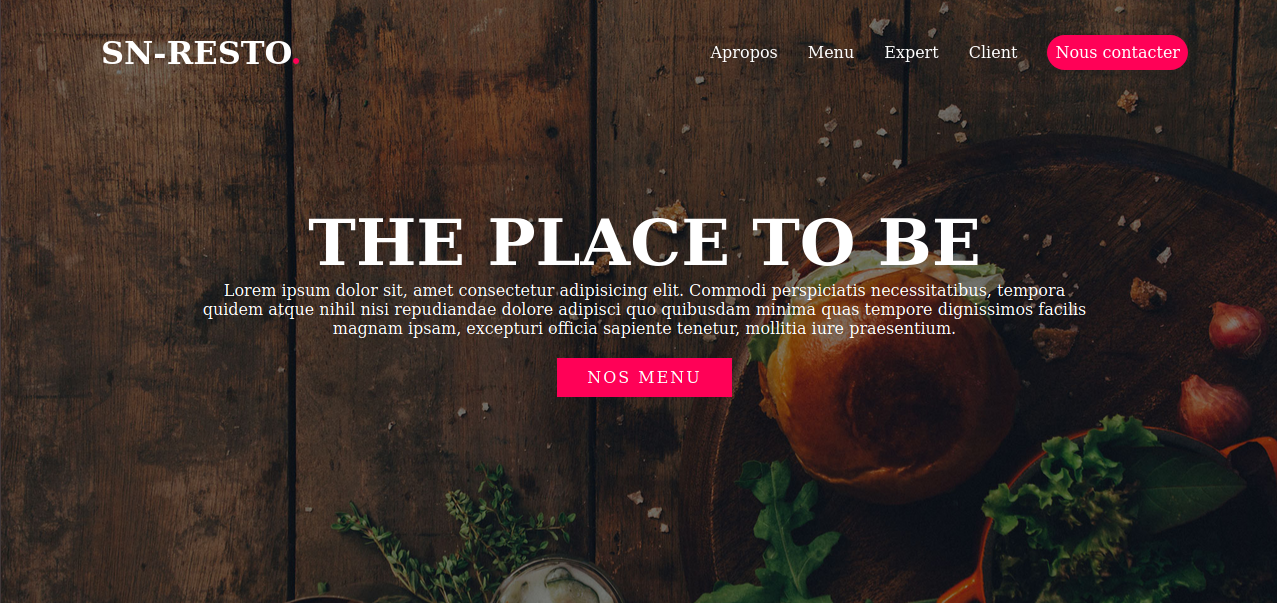 SN-RESTO.
Apropos Menu Expert Client Nous contacter
THE PLACE TO BE
Lorem ipsum dolor sit, amet consectetur adipisicing elit. Commodi perspiciatis necessitatibus, tempora
quidem atque nihil nisi repudiandae dolore adipisci quo quibusdam minima quas tempore dignissimos facilis
magnam ipsam, excepturi officia sapiente tenetur, mollitia iure praesentium.
NOS MENU